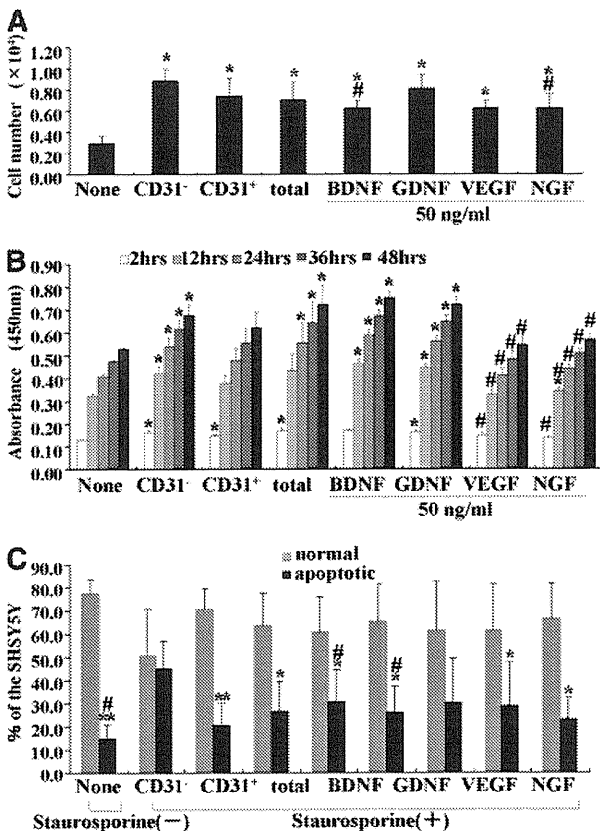 A
Cell number (×10⁴)
1.20
1.00
0.80
0.60
0.40
0.20
0.00
* * * * * * * *
# #
None CD31⁻ CD31⁺ total BDNF GDNF VEGF NGF
50 ng/ml
B
2hrs 12hrs 24hrs 36hrs 48hrs
Absorbance (450nm)
0.90
0.80
0.70
0.60
0.50
0.40
0.30
0.20
0.10
0.00
None CD31⁻ CD31⁺ total BDNF GDNF VEGF NGF
50 ng/ml
C
normal
apoptotic
% of the SHSY5Y
90.0
80.0
70.0
60.0
50.0
40.0
30.0
20.0
10.0
0.0
# ** ** * # * # * * *
None CD31⁻ CD31⁺ total BDNF GDNF VEGF NGF
Staurosporine(−) Staurosporine(+)